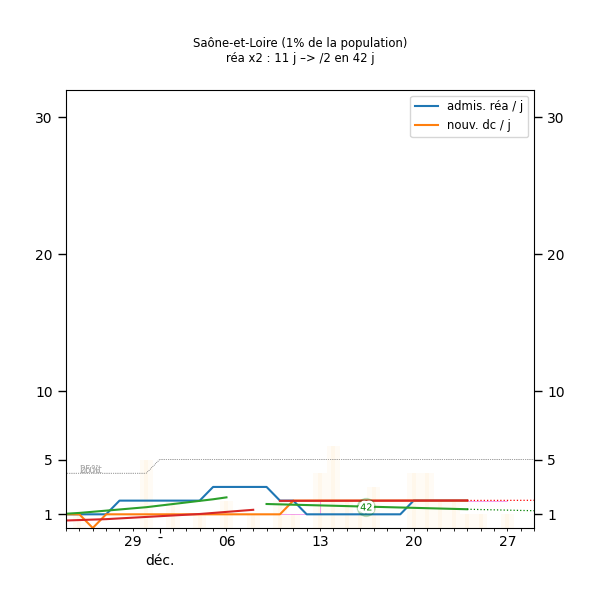 Saône-et-Loire (1% de la population)
réa x2 : 11 j –> /2 en 42 j
admis. réa / j
nouv. dc / j
30 30
20 20
10 10
5 5
42
1 1
29 - 06 13 20 27
déc.